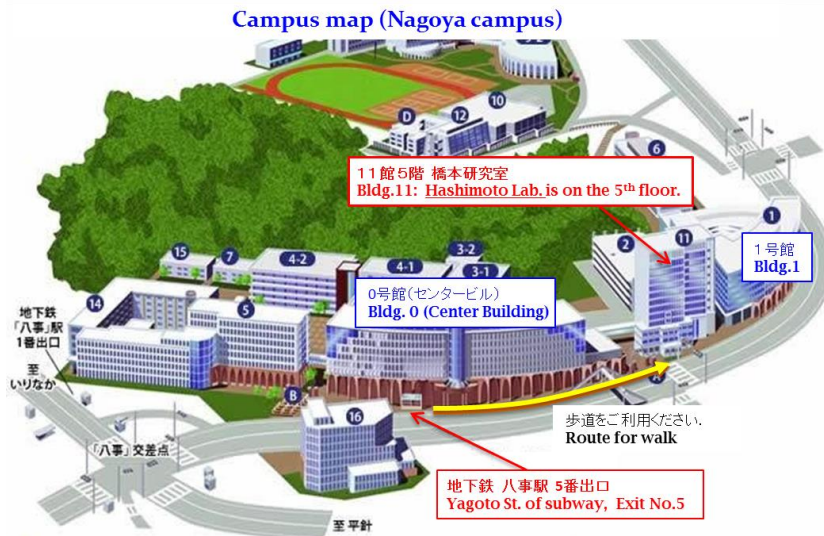 Campus map (Nagoya campus)
D
12
10
6
11館5階 橋本研究室
Bldg.11: Hashimoto Lab. is on the 5th floor.
1
2
11
1号館
Bldg.1
15
7
4-2
4-1
3-2
3-1
0号館(センタービル)
Bldg. 0 (Center Building)
14
5
地下鉄
「八事」駅
1番出口
至
いりなか
B
A
16
「八事」交差点
歩道をご利用ください.
Route for walk
地下鉄 八事駅 5番出口
Yagoto St. of subway, Exit No.5
至 平針